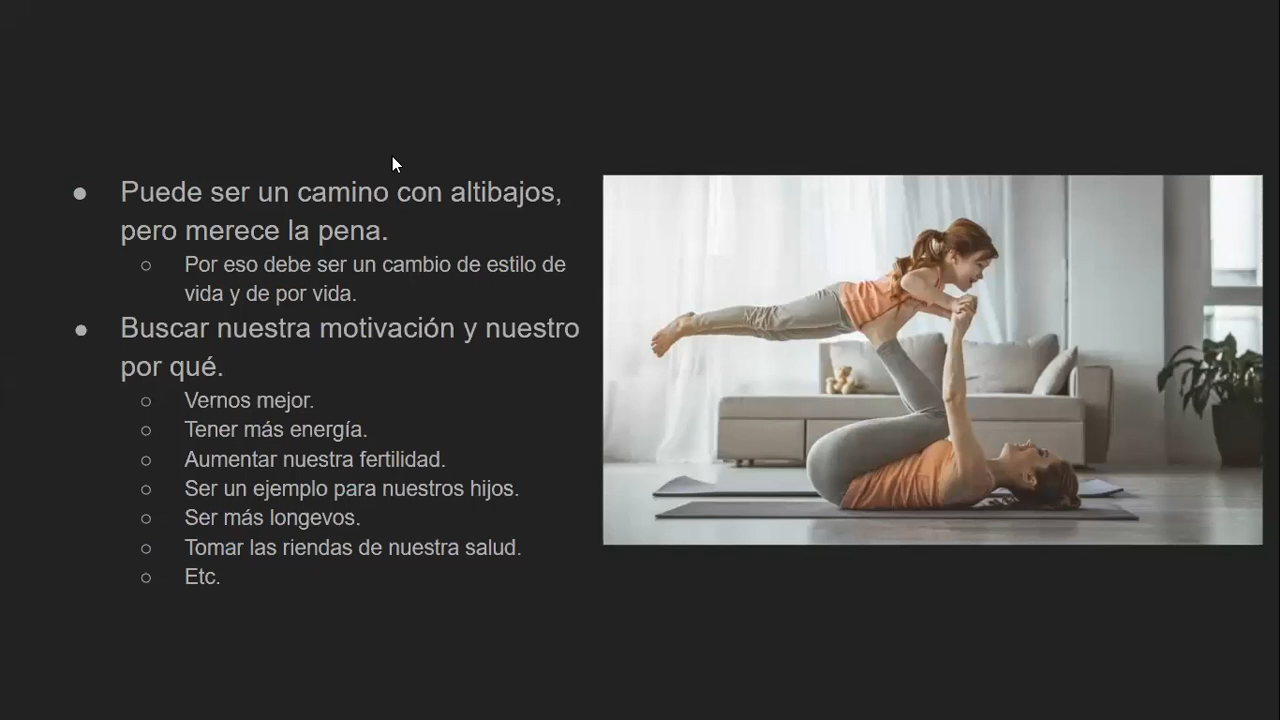 ● Puede ser un camino con altibajos,
pero merece la pena.
○ Por eso debe ser un cambio de estilo de
vida y de por vida.
● Buscar nuestra motivación y nuestro
por qué.
○ Vernos mejor.
○ Tener más energía.
○ Aumentar nuestra fertilidad.
○ Ser un ejemplo para nuestros hijos.
○ Ser más longevos.
○ Tomar las riendas de nuestra salud.
○ Etc.